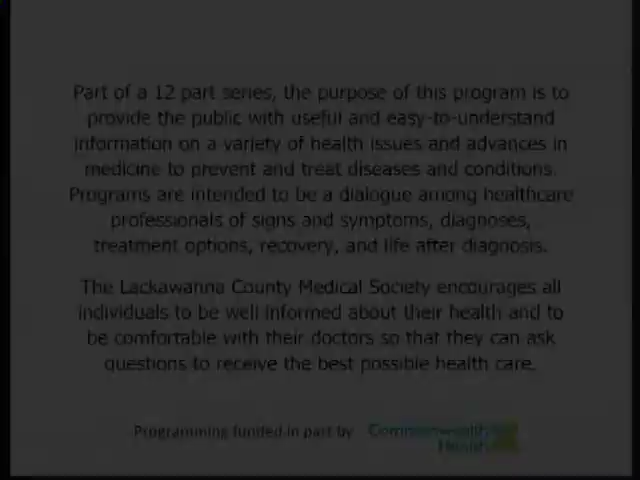 Part of a 12 part series, the purpose of this program is to
provide the public with useful and easy-to-understand
information on a variety of health issues and advances in
medicine to prevent and treat diseases and conditions.
Programs are intended to be a dialogue among healthcare
professionals of signs and symptoms, diagnoses,
treatment options, recovery, and life after diagnosis.
The Lackawanna County Medical Society encourages all
individuals to be well informed about their health and to
be comfortable with their doctors so that they can ask
questions to receive the best possible health care.
Programming funded in part by Commonwealth
Health